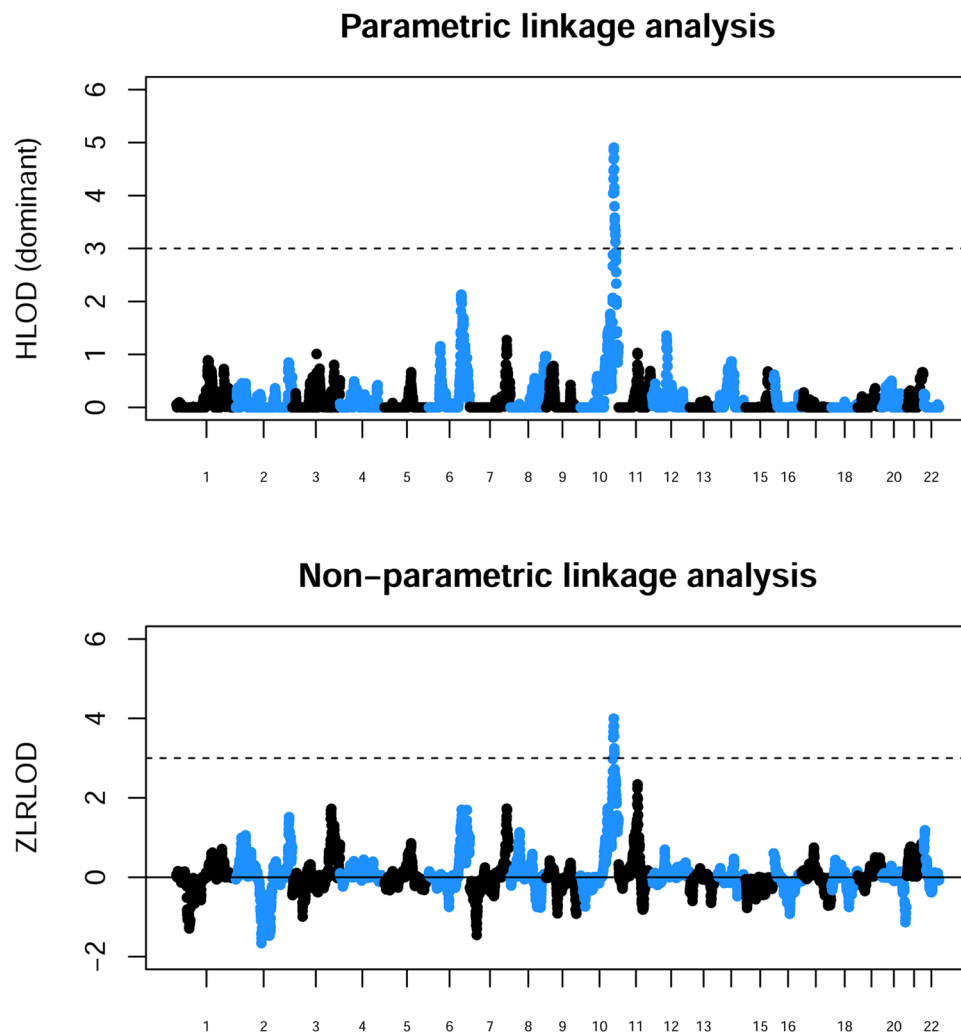 Parametric linkage analysis
HLOD (dominant)
6
5
4
3
2
1
0
1 2 3 4 5 6 7 8 9 10 11 12 13 15 16 18 20 22
Non−parametric linkage analysis
ZLRLOD
6
4
2
0
−2
1 2 3 4 5 6 7 8 9 10 11 12 13 15 16 18 20 22